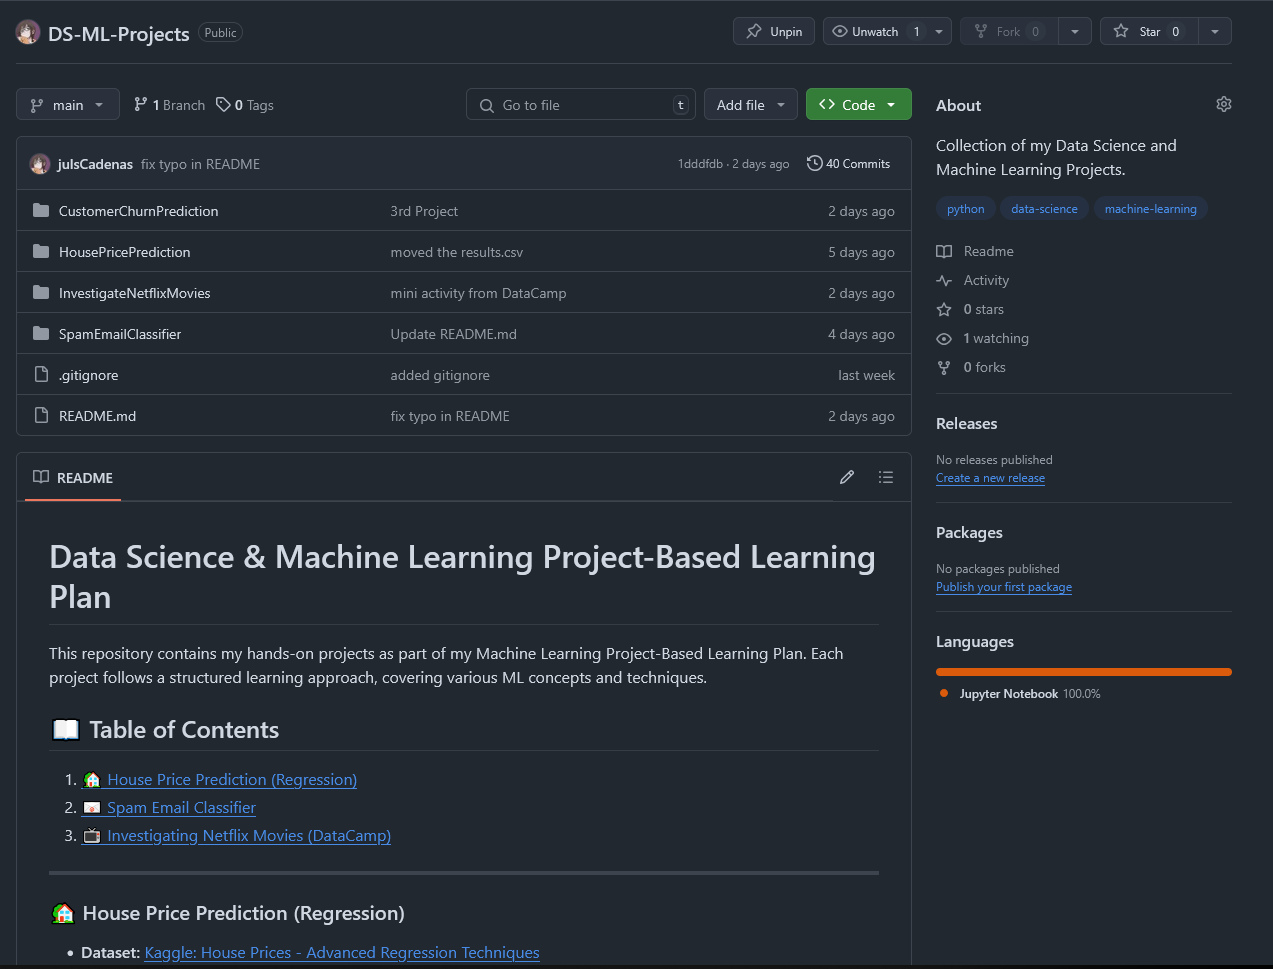 DS-ML-Projects Public Unpin Unwatch 1 Fork 0 Star 0
main 1 Branch 0 Tags Go to file t Add file Code
julsCadenas fix typo in README 1dddfdb · 2 days ago 40 Commits
CustomerChurnPrediction 3rd Project 2 days ago
HousePricePrediction moved the results.csv 5 days ago
InvestigateNetflixMovies mini activity from DataCamp 2 days ago
SpamEmailClassifier Update README.md 4 days ago
.gitignore added gitignore last week
README.md fix typo in README 2 days ago
README
Data Science & Machine Learning Project-Based Learning
Plan
This repository contains my hands-on projects as part of my Machine Learning Project-Based Learning Plan. Each
project follows a structured learning approach, covering various ML concepts and techniques.
Table of Contents
1. House Price Prediction (Regression)
2. Spam Email Classifier
3. Investigating Netflix Movies (DataCamp)
House Price Prediction (Regression)
• Dataset: Kaggle: House Prices - Advanced Regression Techniques
About
Collection of my Data Science and
Machine Learning Projects.
python data-science machine-learning
Readme
Activity
0 stars
1 watching
0 forks
Releases
No releases published
Create a new release
Packages
No packages published
Publish your first package
Languages
Jupyter Notebook 100.0%